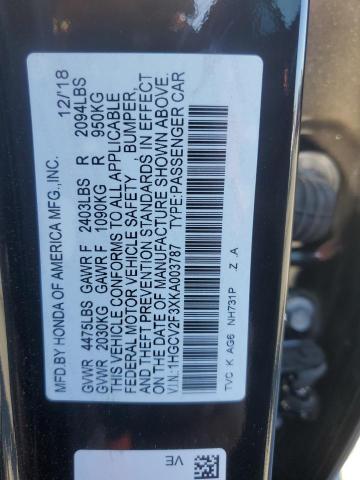 MFD.BY HONDA OF AMERICA MFG.,INC. 12/'18
GVWR 4475LBS GAWR F 2403LBS R 2094LBS
GVWR 2030KG GAWR F 1090KG R 950KG
THIS VEHICLE CONFORMS TO ALL APPLICABLE
FEDERAL MOTOR VEHICLE SAFETY , BUMPER,
AND THEFT PREVENTION STANDARDS IN EFFECT
ON THE DATE OF MANUFACTURE SHOWN ABOVE.
V.I.N.:1HGCV2F3XKA003787 TYPE:PASSENGER CAR
TVC K AG6 NH731P Z .A
VE